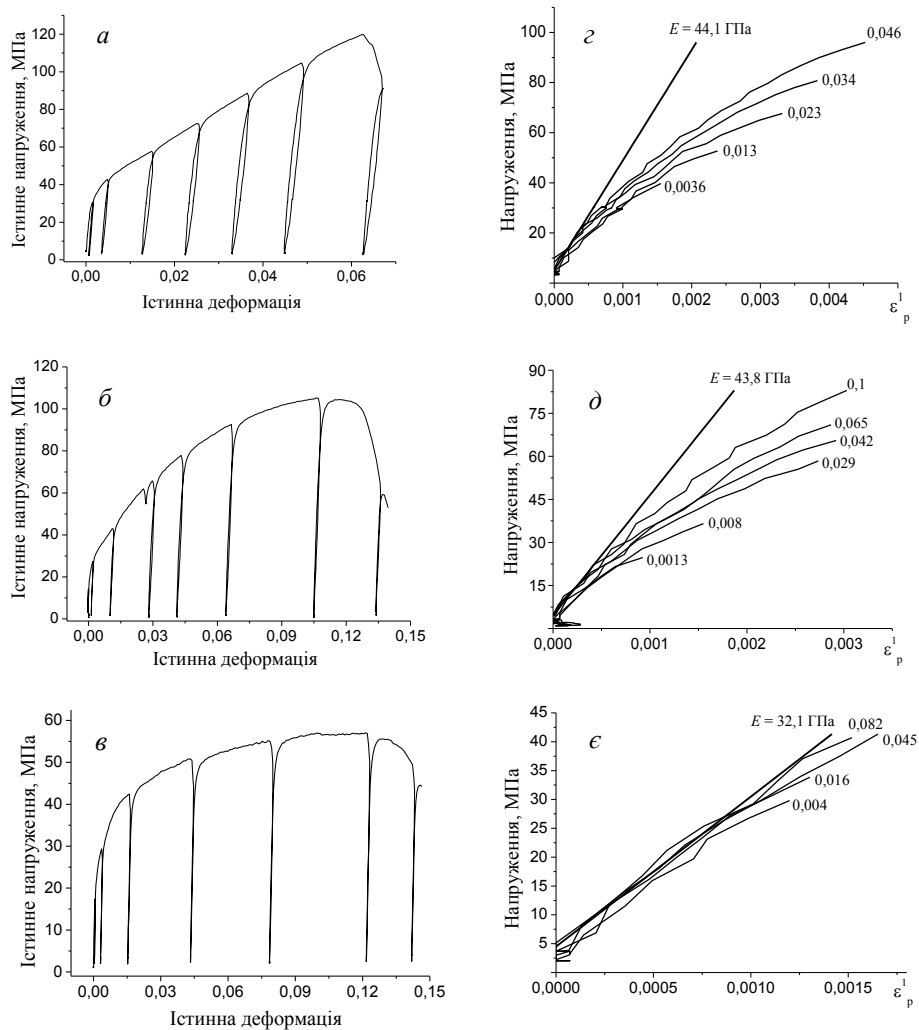 а
Істинне напруження, МПа
120
100
80
60
40
20
0
0,00 0,02 0,04 0,06
Істинна деформація
г
Напруження, МПа
E = 44,1 ГПа
100
80
60
40
20
0,046
0,034
0,023
0,013
0,0036
0,000 0,001 0,002 0,003 0,004
ε¹p
б
Істинне напруження, МПа
120
100
80
60
40
20
0
0,00 0,03 0,06 0,09 0,12 0,15
Істинна деформація
д
Напруження, МПа
E = 43,8 ГПа
90
75
60
45
30
15
0,1
0,065
0,042
0,029
0,008
0,0013
0,000 0,001 0,002 0,003
ε¹p
в
Істинне напруження, МПа
60
50
40
30
20
10
0
0,00 0,03 0,06 0,09 0,12 0,15
Істинна деформація
є
Напруження, МПа
E = 32,1 ГПа
45
40
35
30
25
20
15
10
5
0
0,082
0,045
0,016
0,004
0,0000 0,0005 0,0010 0,0015
ε¹p